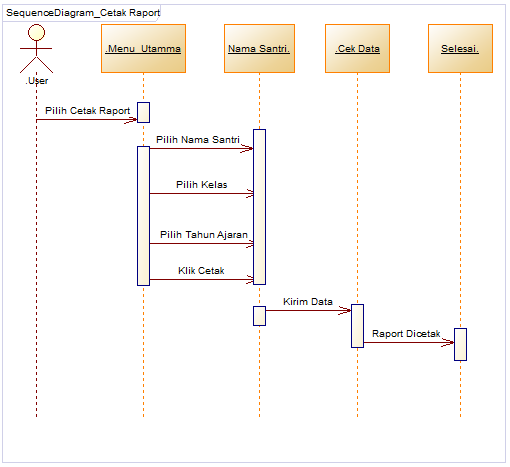 SequenceDiagram_Cetak Raport
.Menu_Utamma
Nama Santri.
.Cek Data
Selesai.
.User
Pilih Cetak Raport
Pilih Nama Santri
Pilih Kelas
Pilih Tahun Ajaran
Klik Cetak
Kirim Data
Raport Dicetak